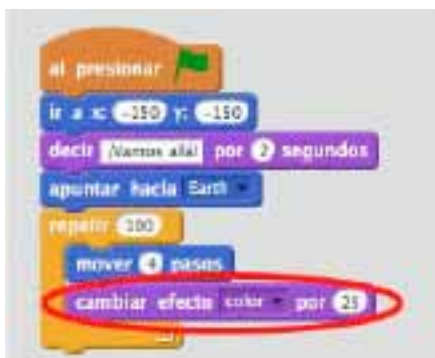 al presionar
ir a x: -150 y: -150
decir ¡Vamos allá! por 2 segundos
apuntar hacia Earth
repetir 100
mover 4 pasos
cambiar efecto color por 25